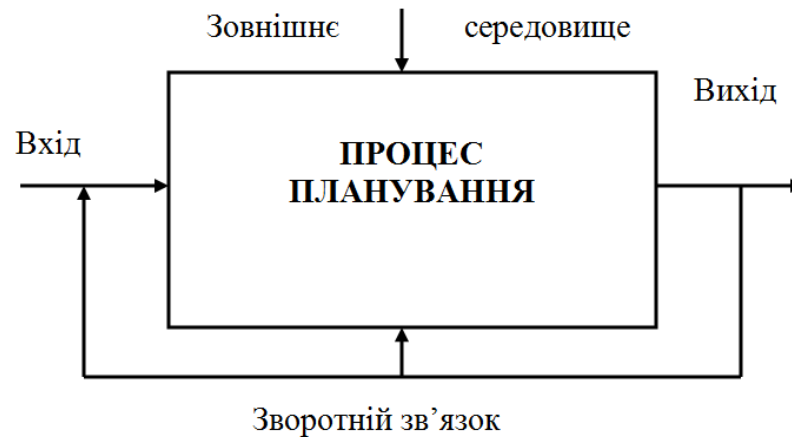 Зовнішнє середовище
Вихід
Вхід
ПРОЦЕС
ПЛАНУВАННЯ
Зворотній зв’язок